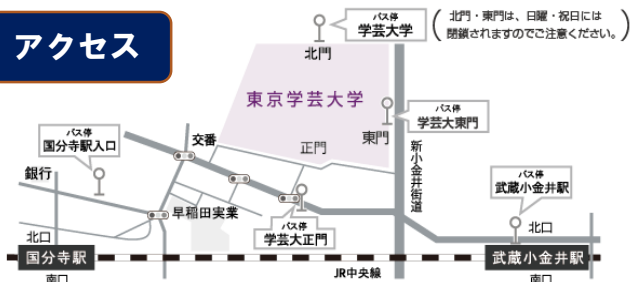 アクセス
バス停
学芸大学
(北門・東門は、日曜・祝日には
閉鎖されますのでご注意ください。)
北門
東京学芸大学
バス停
学芸大東門
東門
正門
新小金井街道
交番
バス停
国分寺駅入口
銀行
早稲田実業
バス停
学芸大正門
バス停
武蔵小金井駅
北口
国分寺駅
南口
JR中央線
北口
武蔵小金井駅
南口